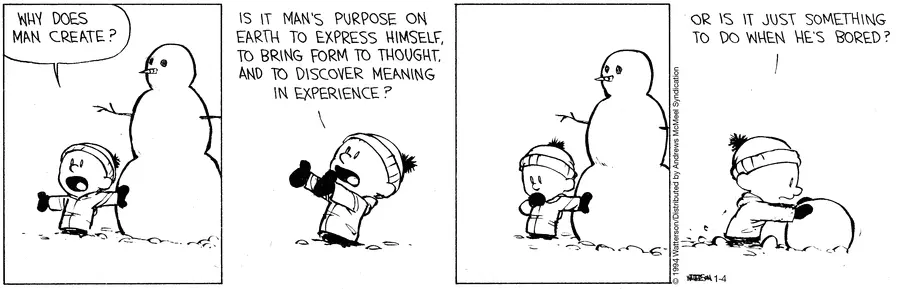 WHY DOES
MAN CREATE?
IS IT MAN'S PURPOSE ON
EARTH TO EXPRESS HIMSELF,
TO BRING FORM TO THOUGHT,
AND TO DISCOVER MEANING
IN EXPERIENCE?
© 1994 Watterson/Distributed by Andrews McMeel Syndication
OR IS IT JUST SOMETHING
TO DO WHEN HE'S BORED?
1-4